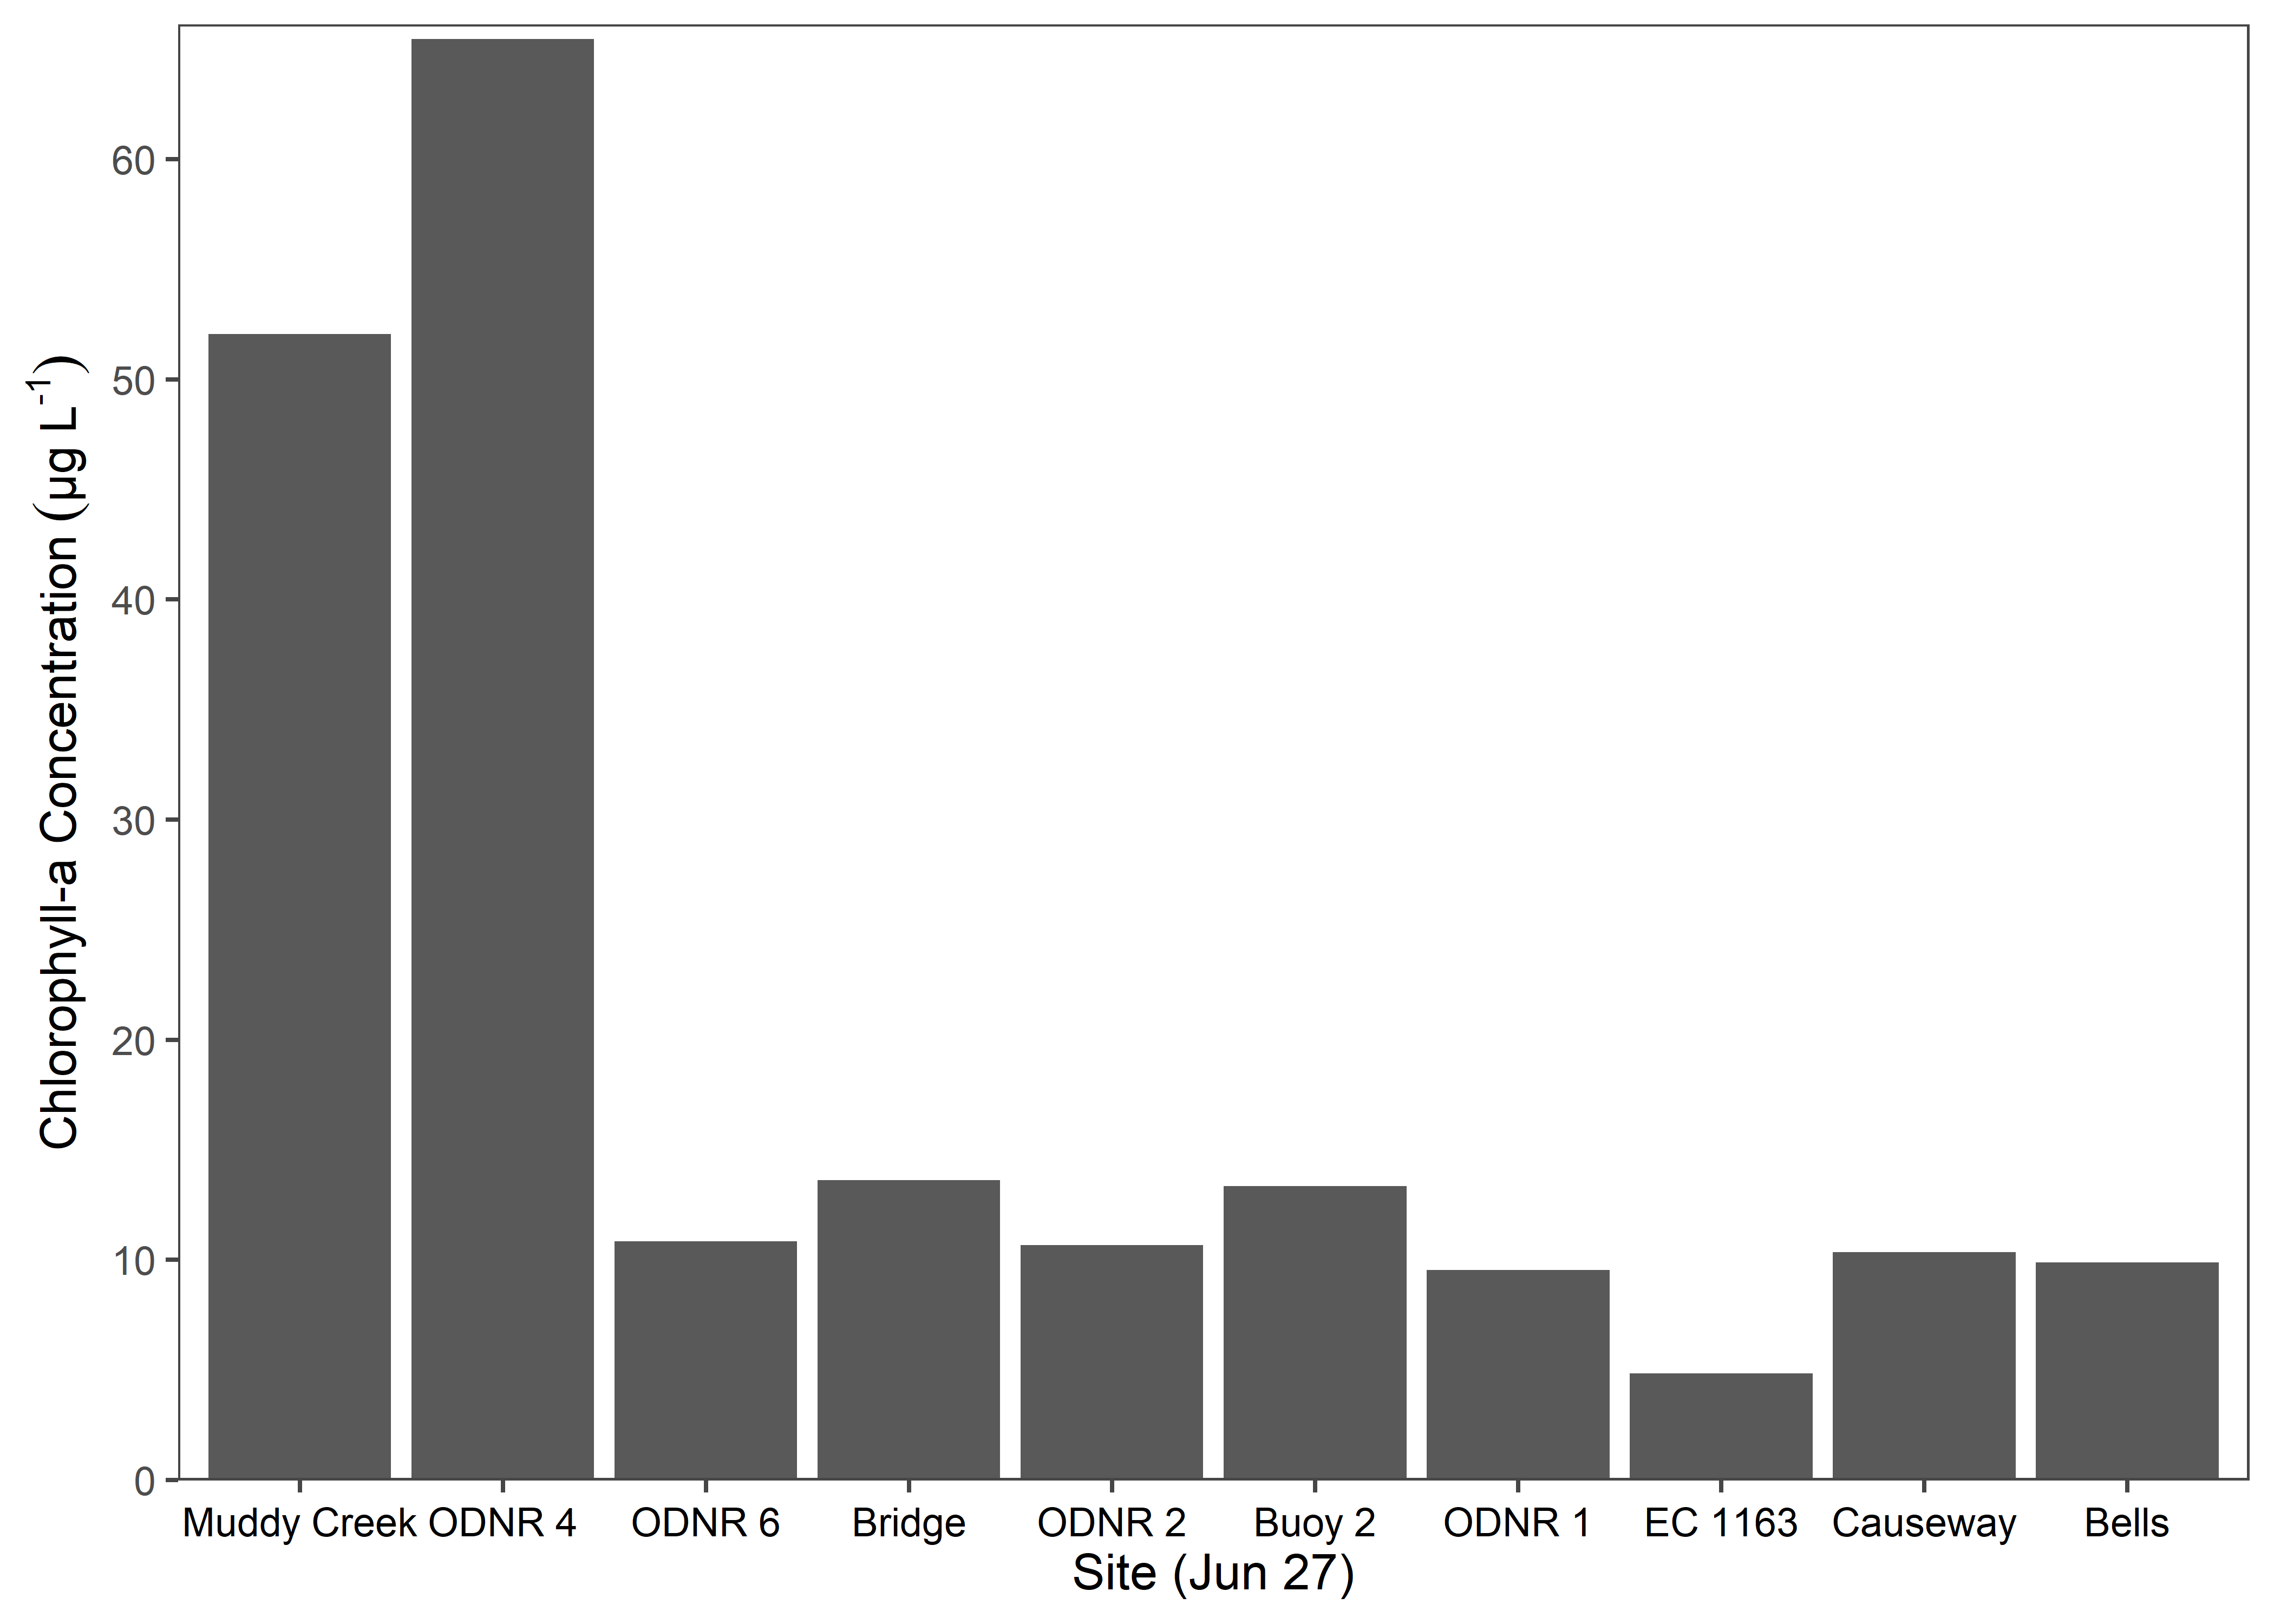 Chlorophyll-a Concentration (µg L⁻¹)
60
50
40
30
20
10
0
Muddy Creek ODNR 4 ODNR 6 Bridge ODNR 2 Buoy 2 ODNR 1 EC 1163 Causeway Bells
Site (Jun 27)